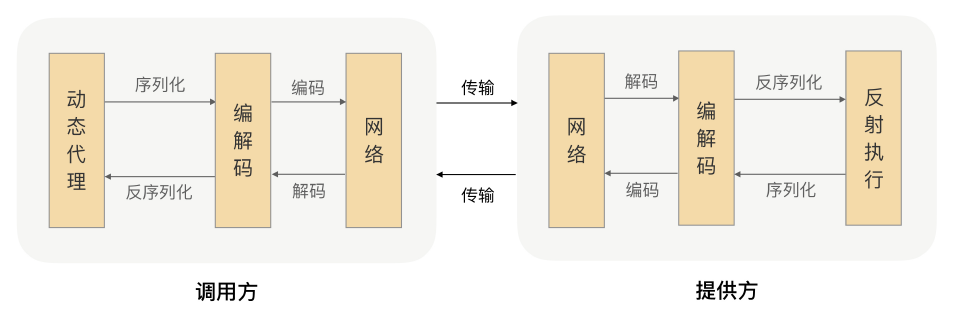 序列化
编码
传输
解码
反序列化
动态代理
编解码
网络
网络
编解码
反射执行
反序列化
解码
传输
编码
序列化
调用方
提供方